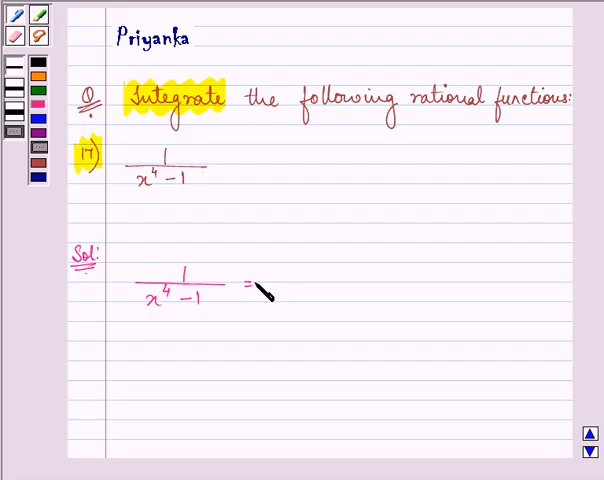 Priyanka
Q Integrate the following rational functions:
17) 1/(x⁴ - 1)
Sol:
1/(x⁴ - 1) =